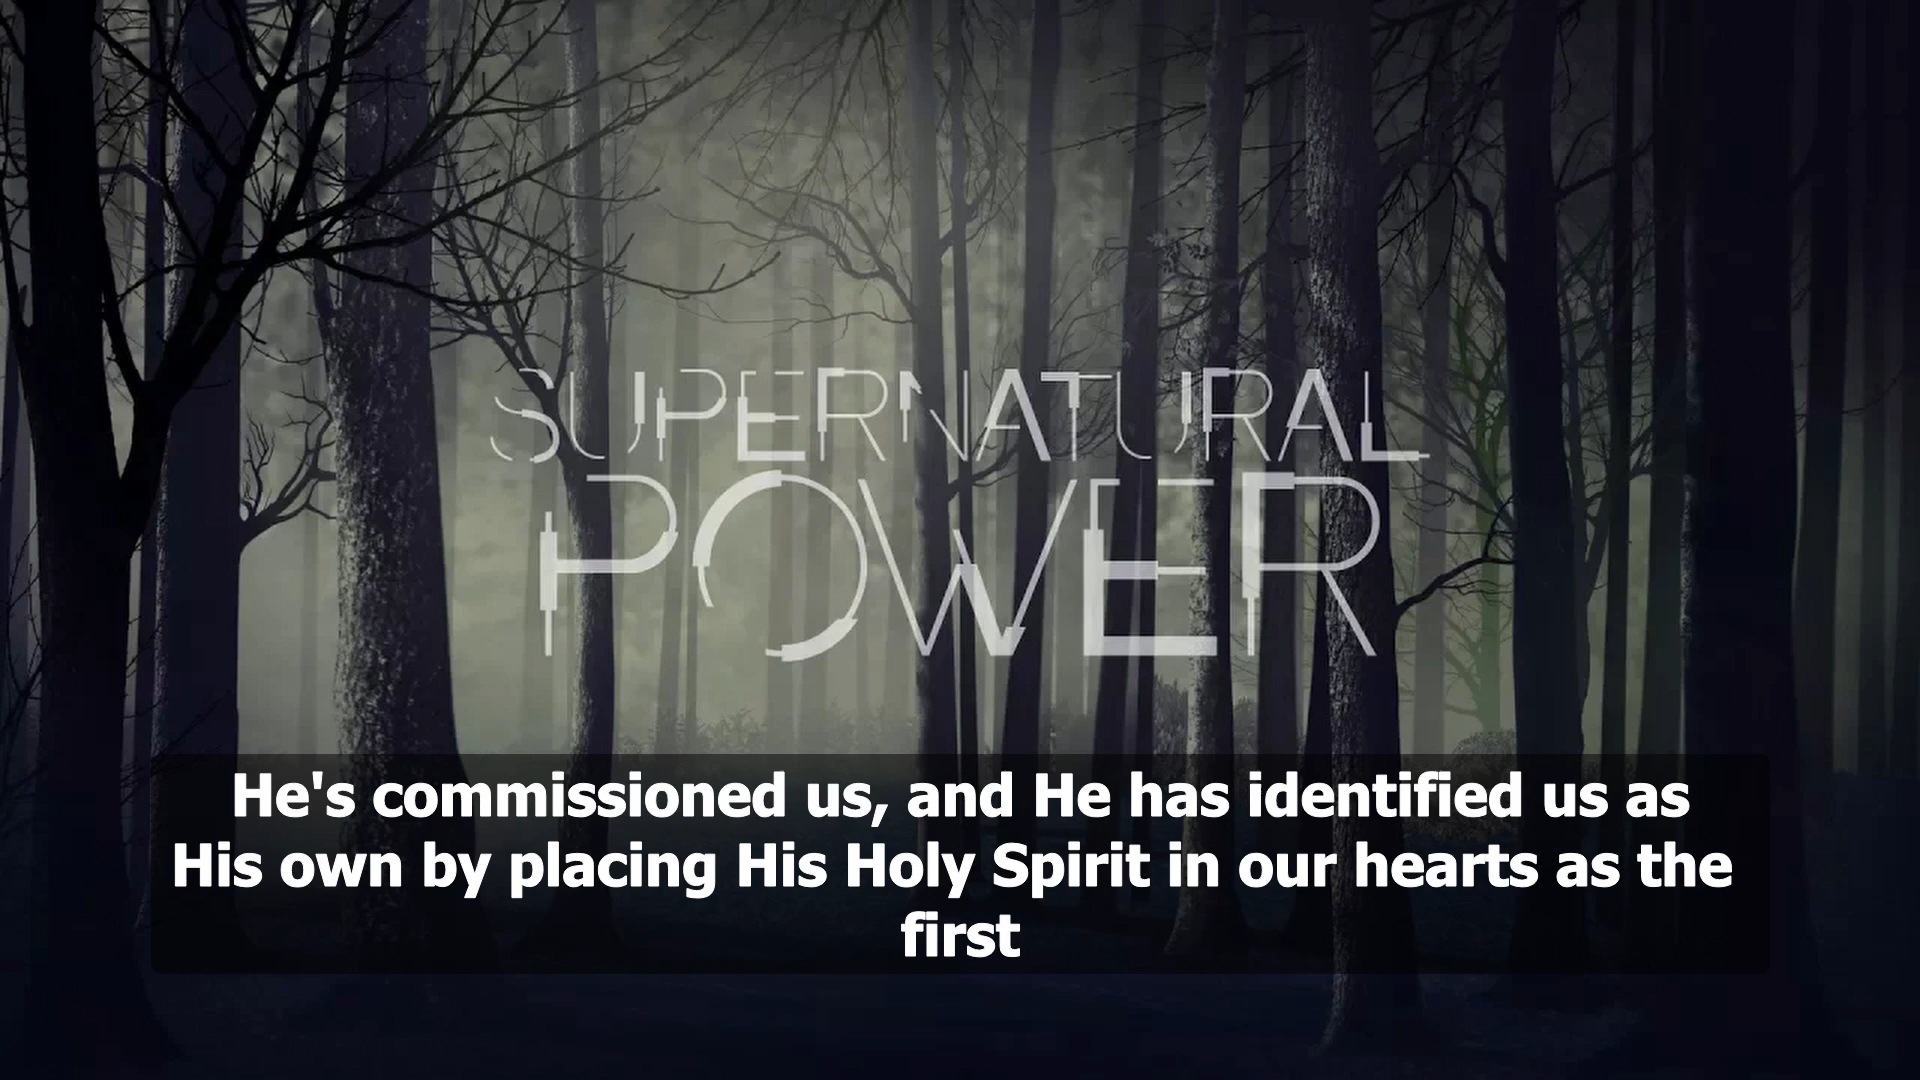 SUPERNATURAL
POWER
He's commissioned us, and He has identified us as
His own by placing His Holy Spirit in our hearts as the
first